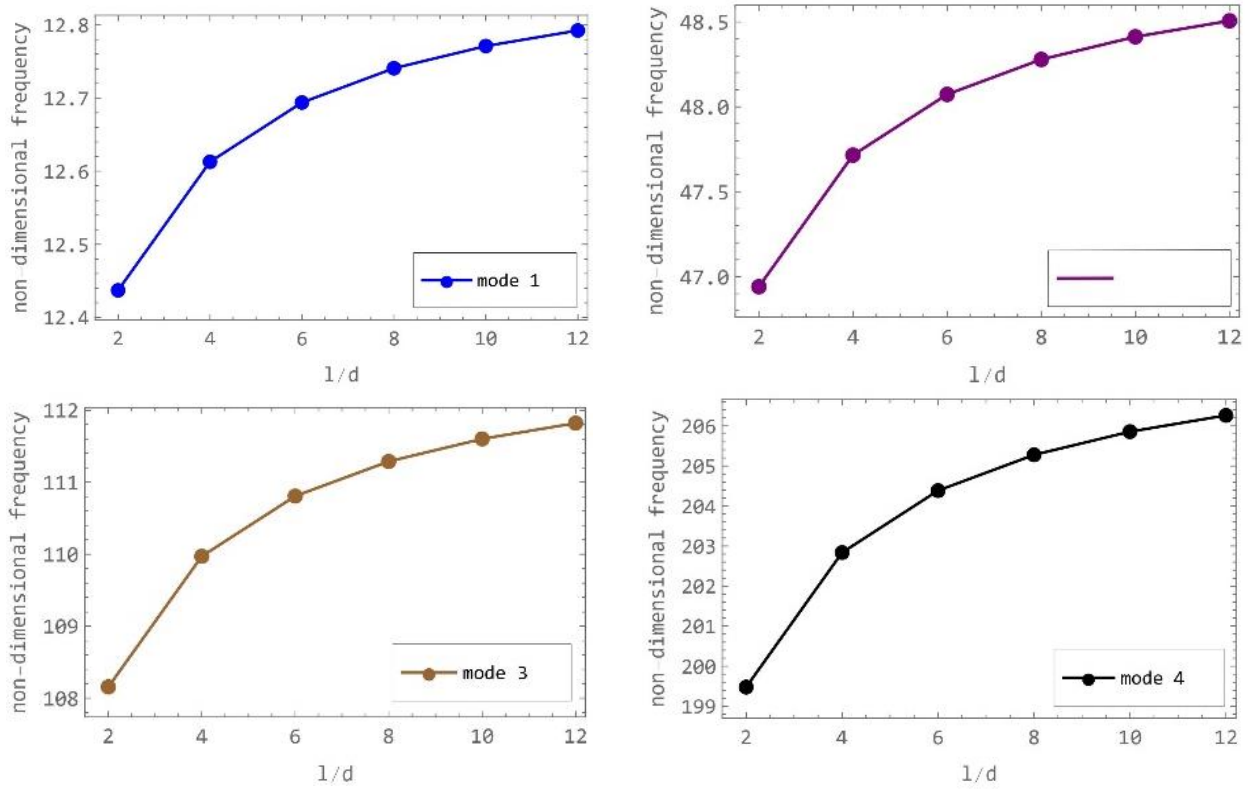 non-dimensional frequency
12.8
12.7
12.6
12.5
12.4
mode 1
2 4 6 8 10 12
l/d
non-dimensional frequency
48.5
48.0
47.5
47.0
2 4 6 8 10 12
l/d
non-dimensional frequency
112
111
110
109
108
mode 3
2 4 6 8 10 12
l/d
non-dimensional frequency
206
205
204
203
202
201
200
199
mode 4
2 4 6 8 10 12
l/d